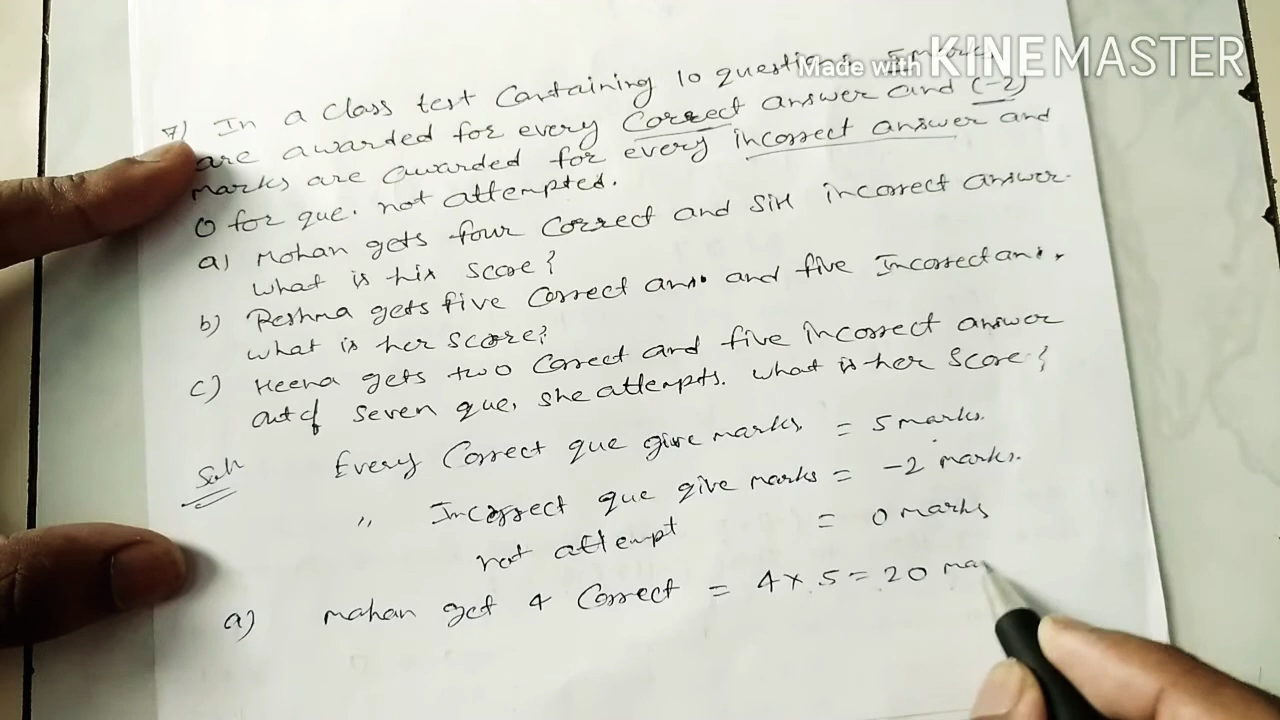 Made with KINEMASTER
7) In a class test containing 10 questions 5 marks
are awarded for every correct answer and (-2)
marks are awarded for every incorrect answer and
0 for que. not attempted.
a) Mohan gets four correct and six incorrect answer.
what is his score?
b) Reshma gets five correct ans. and five Incorrect ans.
what is her score?
c) Heena gets two correct and five incorrect answer
out of seven que. she attempts. what is her score?
Soln Every Correct que give marks = 5 marks.
" Incorrect que give marks = -2 marks.
not attempt = 0 marks
a) mohan get 4 Correct = 4 x 5 = 20 mar